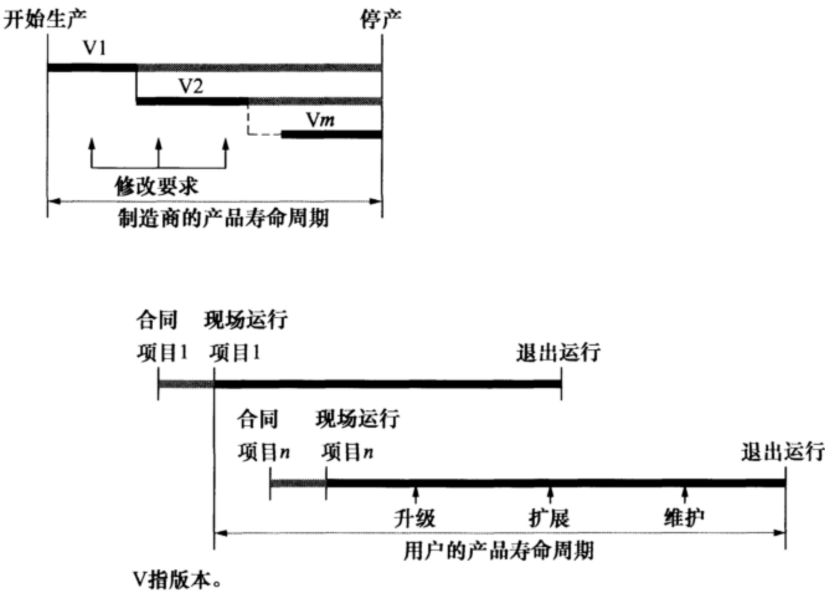 开始生产 停产
V1
V2
Vm
修改要求
制造商的产品寿命周期
合同 现场运行
项目1 项目1 退出运行
合同 现场运行
项目n 项目n 退出运行
升级 扩展 维护
用户的产品寿命周期
V指版本。